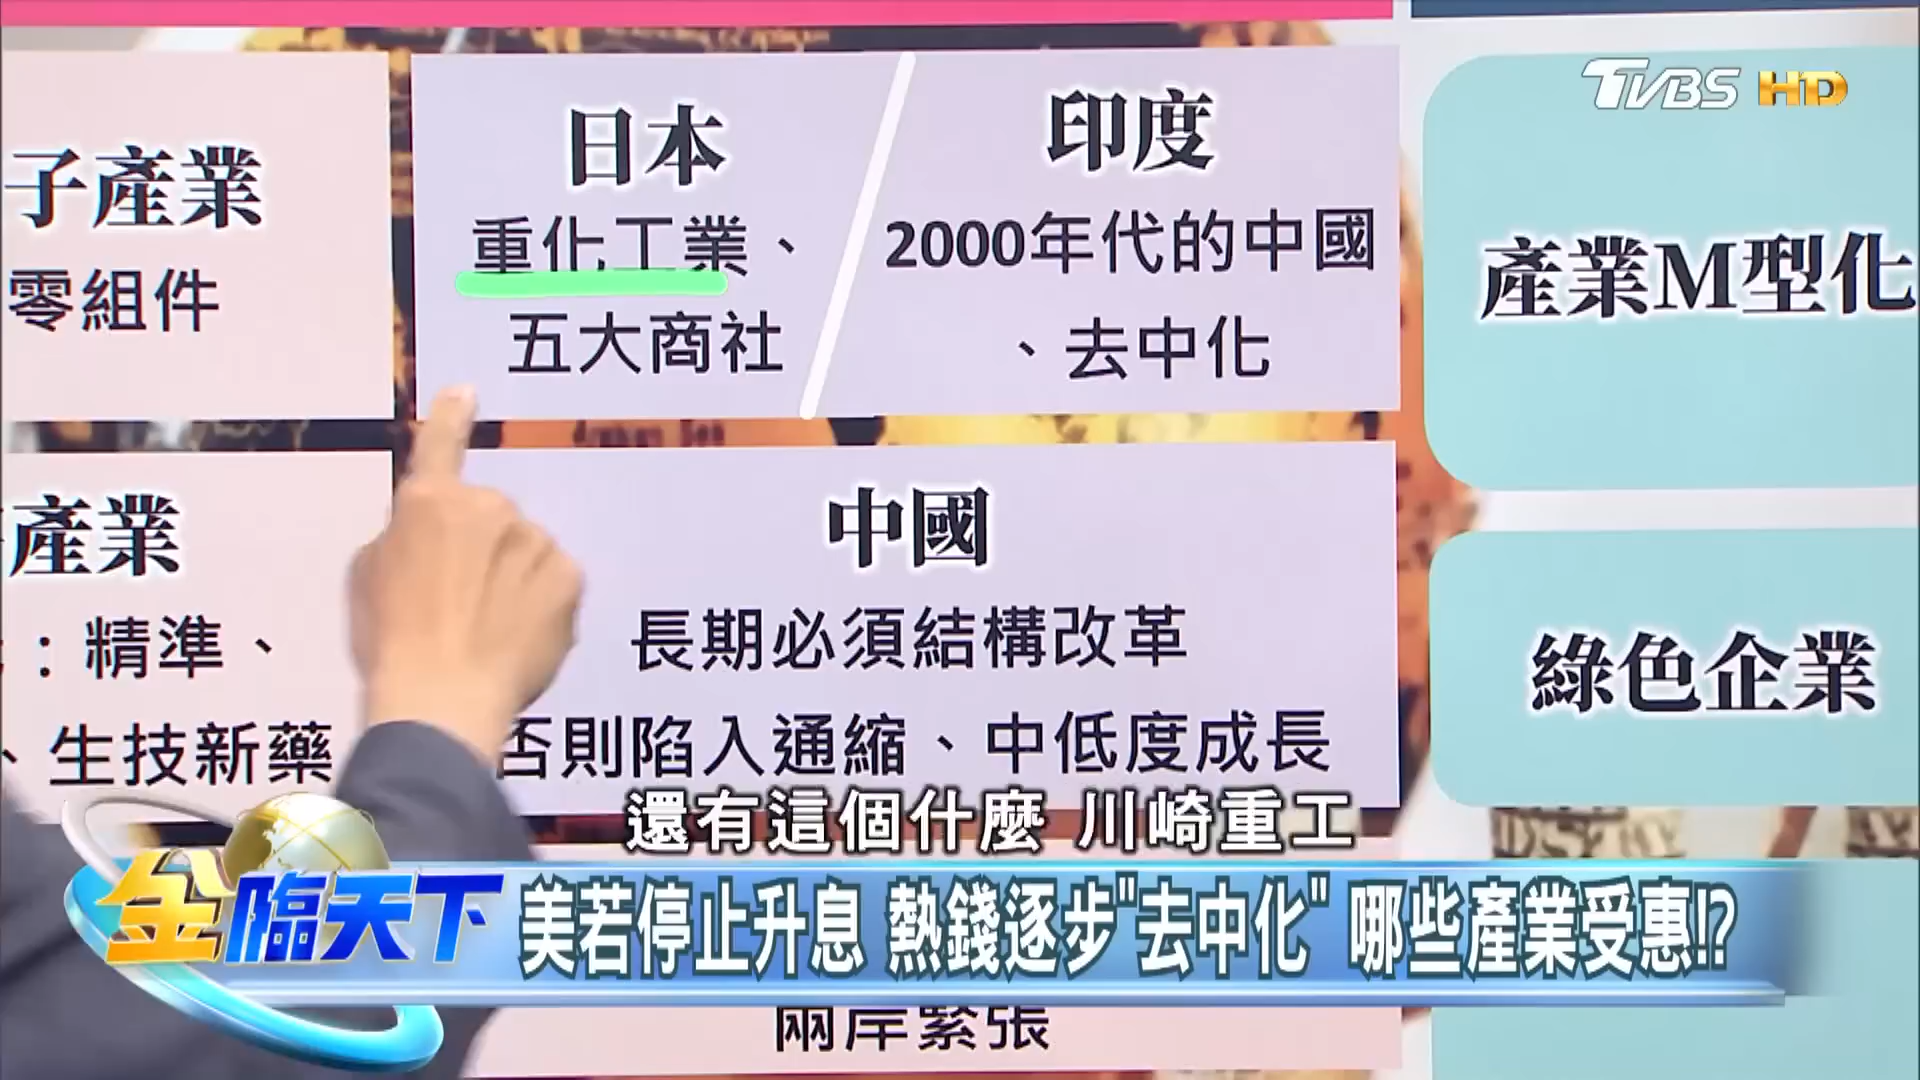 TVBS HD
子產業
零組件
日本
重化工業、
五大商社
印度
2000年代的中國
、去中化
產業M型化
產業
：精準、
、生技新藥
中國
長期必須結構改革
否則陷入通縮、中低度成長
綠色企業
還有這個什麼 川崎重工
金臨天下
美若停止升息 熱錢逐步"去中化" 哪些產業受惠!?
兩岸緊張